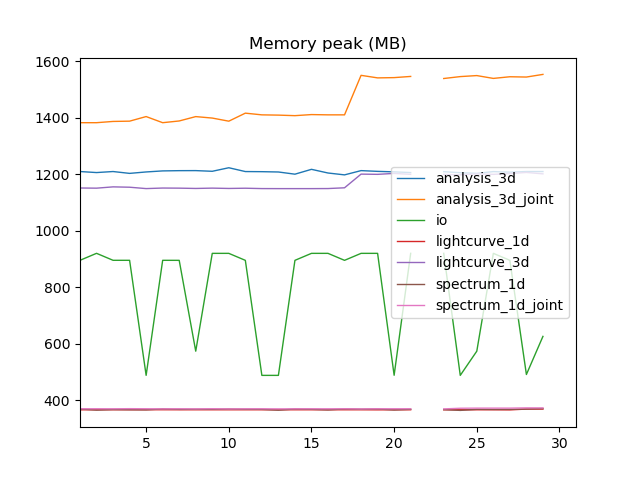 Memory peak (MB)
1600
1400
1200
1000
800
600
400
analysis_3d
analysis_3d_joint
io
lightcurve_1d
lightcurve_3d
spectrum_1d
spectrum_1d_joint
5 10 15 20 25 30